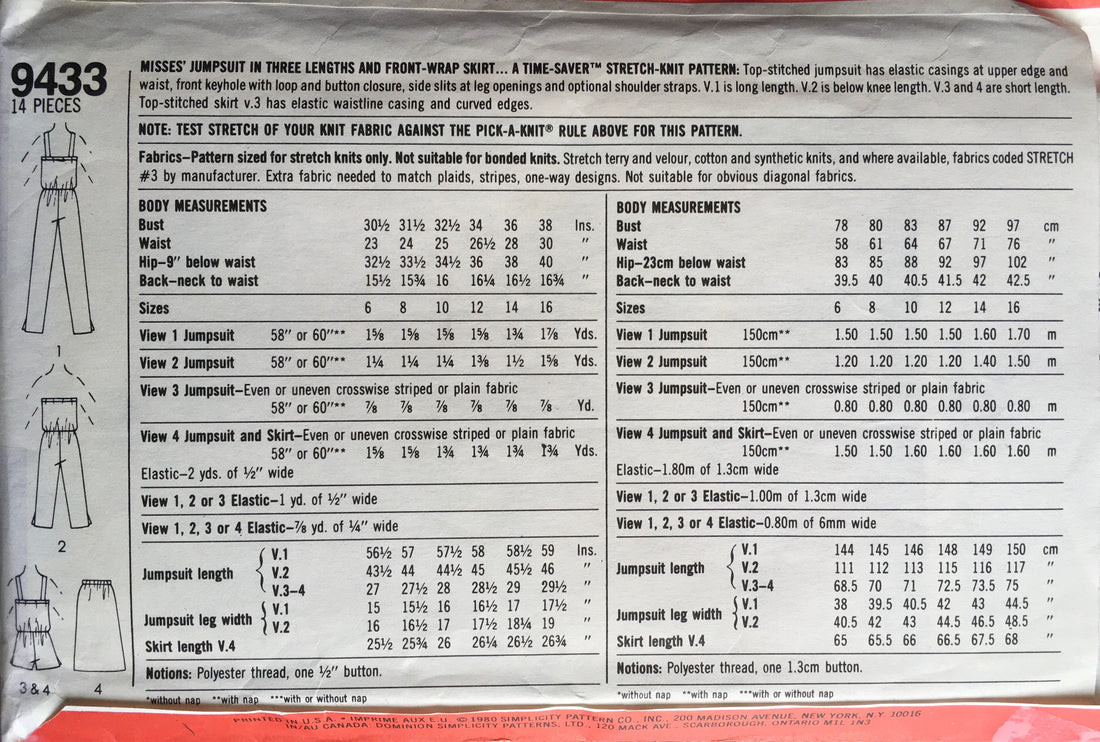 9433
14 PIECES
MISSES' JUMPSUIT IN THREE LENGTHS AND FRONT-WRAP SKIRT... A TIME-SAVER™ STRETCH-KNIT PATTERN: Top-stitched jumpsuit has elastic casings at upper edge and
waist, front keyhole with loop and button closure, side slits at leg openings and optional shoulder straps. V.1 is long length. V.2 is below knee length. V.3 and 4 are short length.
Top-stitched skirt v.3 has elastic waistline casing and curved edges.
NOTE: TEST STRETCH OF YOUR KNIT FABRIC AGAINST THE PICK-A-KNIT® RULE ABOVE FOR THIS PATTERN.
Fabrics–Pattern sized for stretch knits only. Not suitable for bonded knits. Stretch terry and velour, cotton and synthetic knits, and where available, fabrics coded STRETCH
#3 by manufacturer. Extra fabric needed to match plaids, stripes, one-way designs. Not suitable for obvious diagonal fabrics.
BODY MEASUREMENTS
Bust 30½ 31½ 32½ 34 36 38 Ins.
Waist 23 24 25 26½ 28 30 "
Hip–9" below waist 32½ 33½ 34½ 36 38 40 "
Back–neck to waist 15½ 15¾ 16 16¼ 16½ 16¾ "
Sizes 6 8 10 12 14 16
View 1 Jumpsuit 58" or 60"** 1⅝ 1⅝ 1⅝ 1⅝ 1¾ 1⅞ Yds.
View 2 Jumpsuit 58" or 60"** 1¼ 1¼ 1¼ 1⅜ 1½ 1⅝ Yds.
View 3 Jumpsuit–Even or uneven crosswise striped or plain fabric
58" or 60"** ⅞ ⅞ ⅞ ⅞ ⅞ ⅞ Yd.
View 4 Jumpsuit and Skirt–Even or uneven crosswise striped or plain fabric
58" or 60"** 1⅝ 1⅝ 1¾ 1¾ 1¾ 1¾ Yds.
Elastic–2 yds. of ½" wide
View 1, 2 or 3 Elastic–1 yd. of ½" wide
View 1, 2, 3 or 4 Elastic–⅞ yd. of ¼" wide
Jumpsuit length
V.1 56½ 57 57½ 58 58½ 59 Ins.
V.2 43½ 44 44½ 45 45½ 46 "
V.3–4 27 27½ 28 28½ 29 29½ "
Jumpsuit leg width
V.1 15 15½ 16 16½ 17 17½ "
V.2 16 16½ 17 17½ 18¼ 19 "
Skirt length V.4 25½ 25¾ 26 26¼ 26½ 26¾ "
Notions: Polyester thread, one ½" button.
*without nap **with nap ***with or without nap
BODY MEASUREMENTS
Bust 78 80 83 87 92 97 cm
Waist 58 61 64 67 71 76 "
Hip–23cm below waist 83 85 88 92 97 102 "
Back–neck to waist 39.5 40 40.5 41.5 42 42.5 "
Sizes 6 8 10 12 14 16
View 1 Jumpsuit 150cm** 1.50 1.50 1.50 1.50 1.60 1.70 m
View 2 Jumpsuit 150cm** 1.20 1.20 1.20 1.20 1.40 1.50 m
View 3 Jumpsuit–Even or uneven crosswise striped or plain fabric
150cm** 0.80 0.80 0.80 0.80 0.80 0.80 m
View 4 Jumpsuit and Skirt–Even or uneven crosswise striped or plain fabric
150cm** 1.50 1.50 1.60 1.60 1.60 1.60 m
Elastic–1.80m of 1.3cm wide
View 1, 2 or 3 Elastic–1.00m of 1.3cm wide
View 1, 2, 3 or 4 Elastic–0.80m of 6mm wide
Jumpsuit length
V.1 144 145 146 148 149 150 cm
V.2 111 112 113 115 116 117 "
V.3–4 68.5 70 71 72.5 73.5 75 "
Jumpsuit leg width
V.1 38 39.5 40.5 42 43 44.5 "
V.2 40.5 42 43 44.5 46.5 48.5 "
Skirt length V.4 65 65.5 66 66.5 67.5 68 "
Notions: Polyester thread, one 1.3cm button.
*without nap **with nap ***with or without nap
1
2
3 & 4
4
PRINTED IN U.S.A. • IMPRIME AUX E.U. © 1980 SIMPLICITY PATTERN CO., INC., 200 MADISON AVENUE, NEW YORK, N.Y. 10016
IN/AU CANADA, DOMINION SIMPLICITY PATTERNS. LTD., 120 MACK AVE., SCARBOROUGH, ONTARIO M1L 1N3